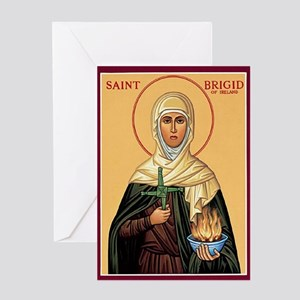 SAINT BRIGID
OF IRELAND